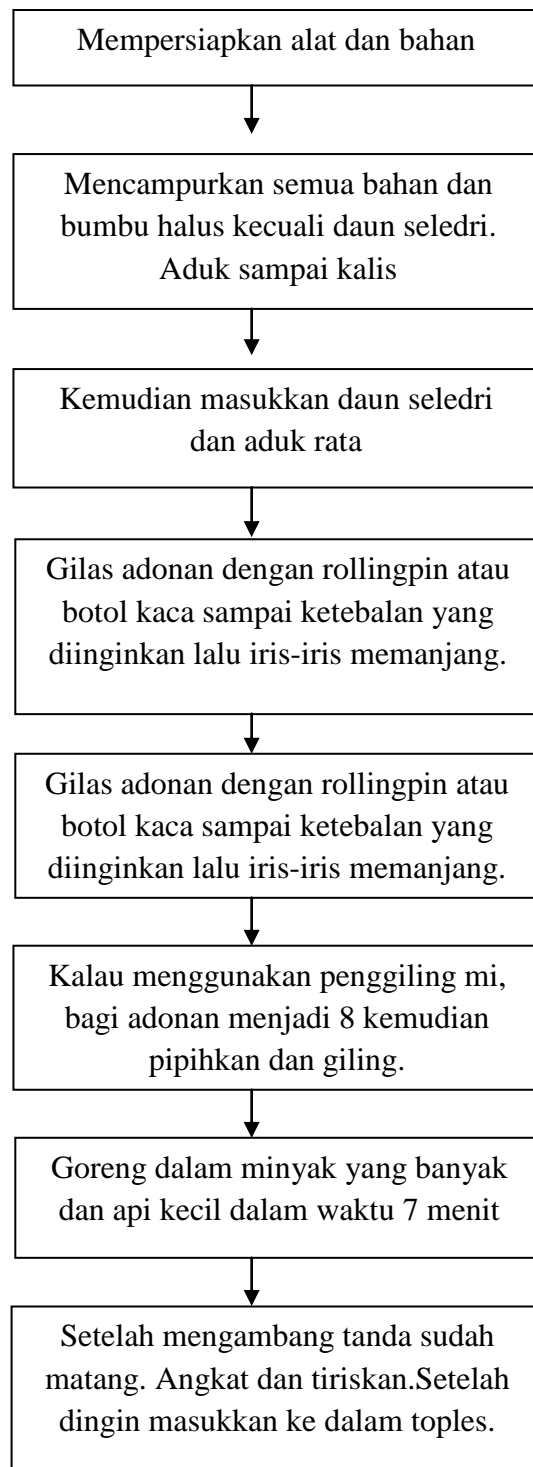 Mempersiapkan alat dan bahan
Mencampurkan semua bahan dan
bumbu halus kecuali daun seledri.
Aduk sampai kalis
Kemudian masukkan daun seledri
dan aduk rata
Gilas adonan dengan rollingpin atau
botol kaca sampai ketebalan yang
diinginkan lalu iris-iris memanjang.
Gilas adonan dengan rollingpin atau
botol kaca sampai ketebalan yang
diinginkan lalu iris-iris memanjang.
Kalau menggunakan penggiling mi,
bagi adonan menjadi 8 kemudian
pipihkan dan giling.
Goreng dalam minyak yang banyak
dan api kecil dalam waktu 7 menit
Setelah mengambang tanda sudah
matang. Angkat dan tiriskan.Setelah
dingin masukkan ke dalam toples.